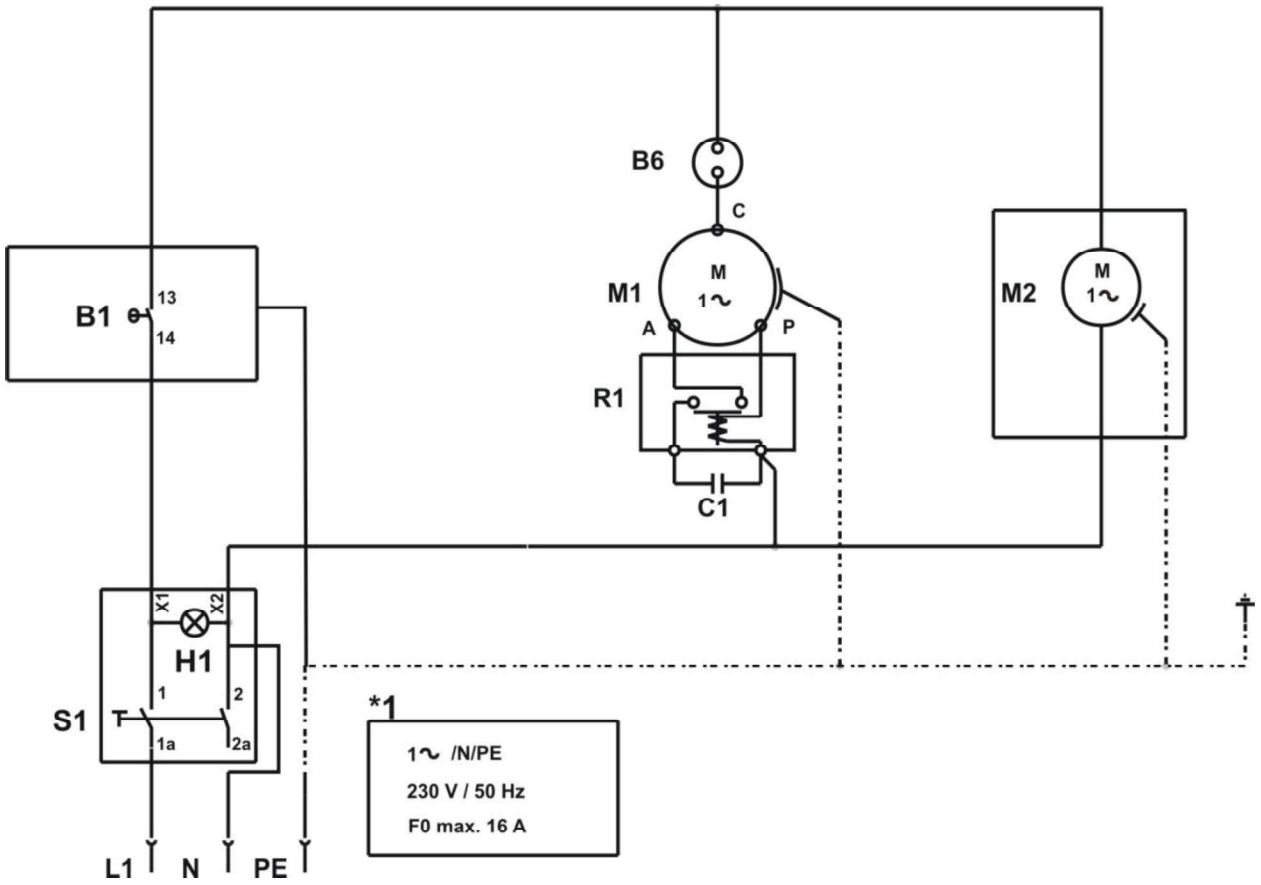 B6
C
M
1~
M1
A
P
M
1~
M2
B1
13
14
R1
C1
X1
X2
H1
S1
1
2
1a
2a
*1
1~ /N/PE
230 V / 50 Hz
F0 max. 16 A
L1
N
PE